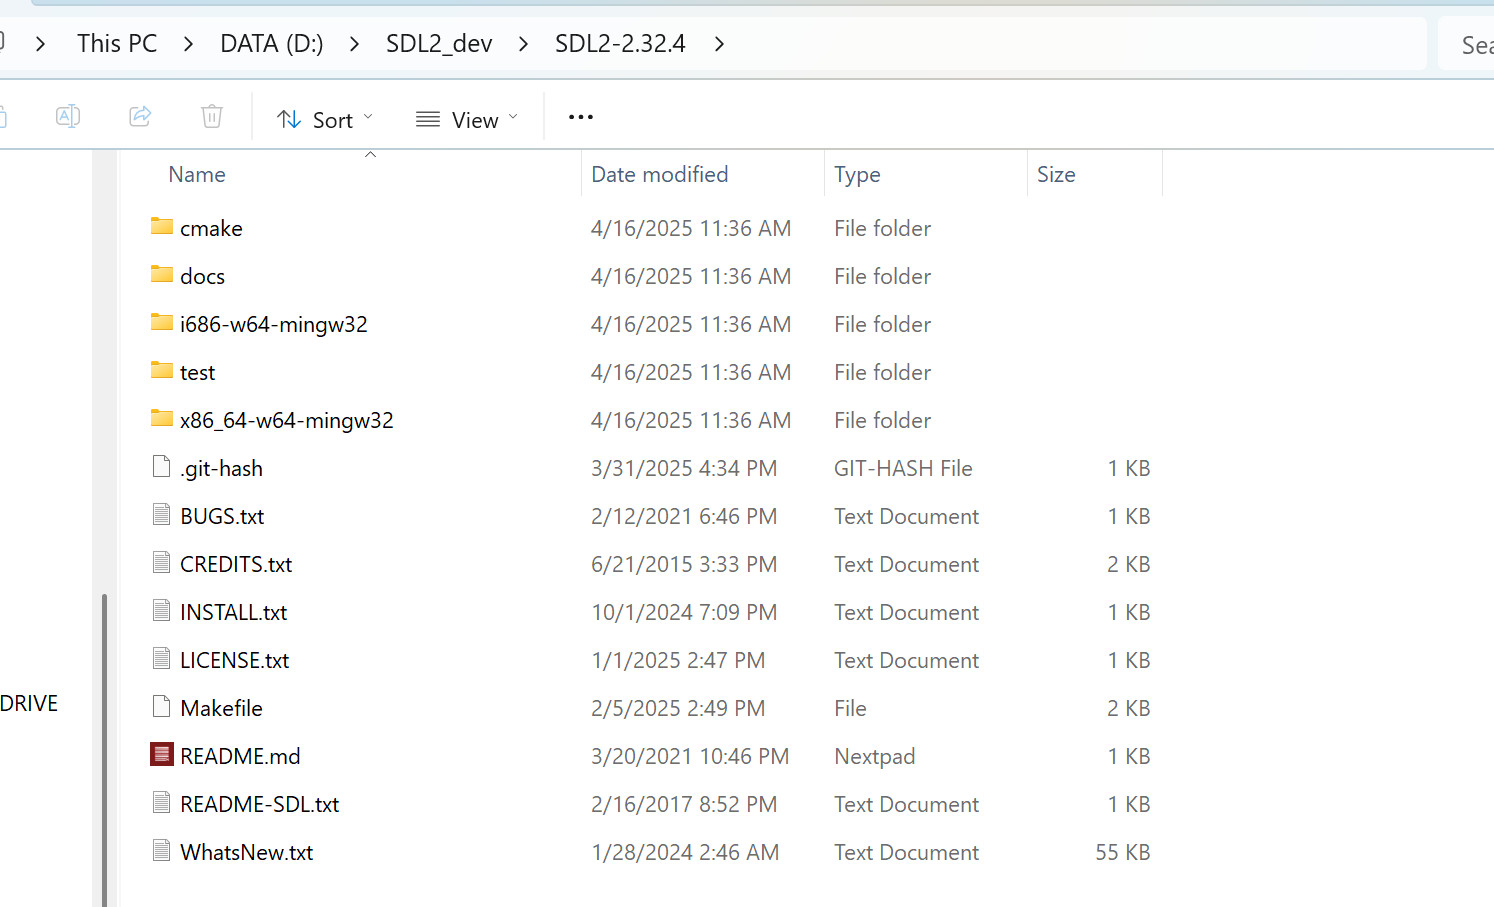 This PC > DATA (D:) > SDL2_dev > SDL2-2.32.4 >
Sort View ...
Name Date modified Type Size
cmake 4/16/2025 11:36 AM File folder
docs 4/16/2025 11:36 AM File folder
i686-w64-mingw32 4/16/2025 11:36 AM File folder
test 4/16/2025 11:36 AM File folder
x86_64-w64-mingw32 4/16/2025 11:36 AM File folder
.git-hash 3/31/2025 4:34 PM GIT-HASH File 1 KB
BUGS.txt 2/12/2021 6:46 PM Text Document 1 KB
CREDITS.txt 6/21/2015 3:33 PM Text Document 2 KB
INSTALL.txt 10/1/2024 7:09 PM Text Document 1 KB
LICENSE.txt 1/1/2025 2:47 PM Text Document 1 KB
DRIVE
Makefile 2/5/2025 2:49 PM File 2 KB
README.md 3/20/2021 10:46 PM Nextpad 1 KB
README-SDL.txt 2/16/2017 8:52 PM Text Document 1 KB
WhatsNew.txt 1/28/2024 2:46 AM Text Document 55 KB